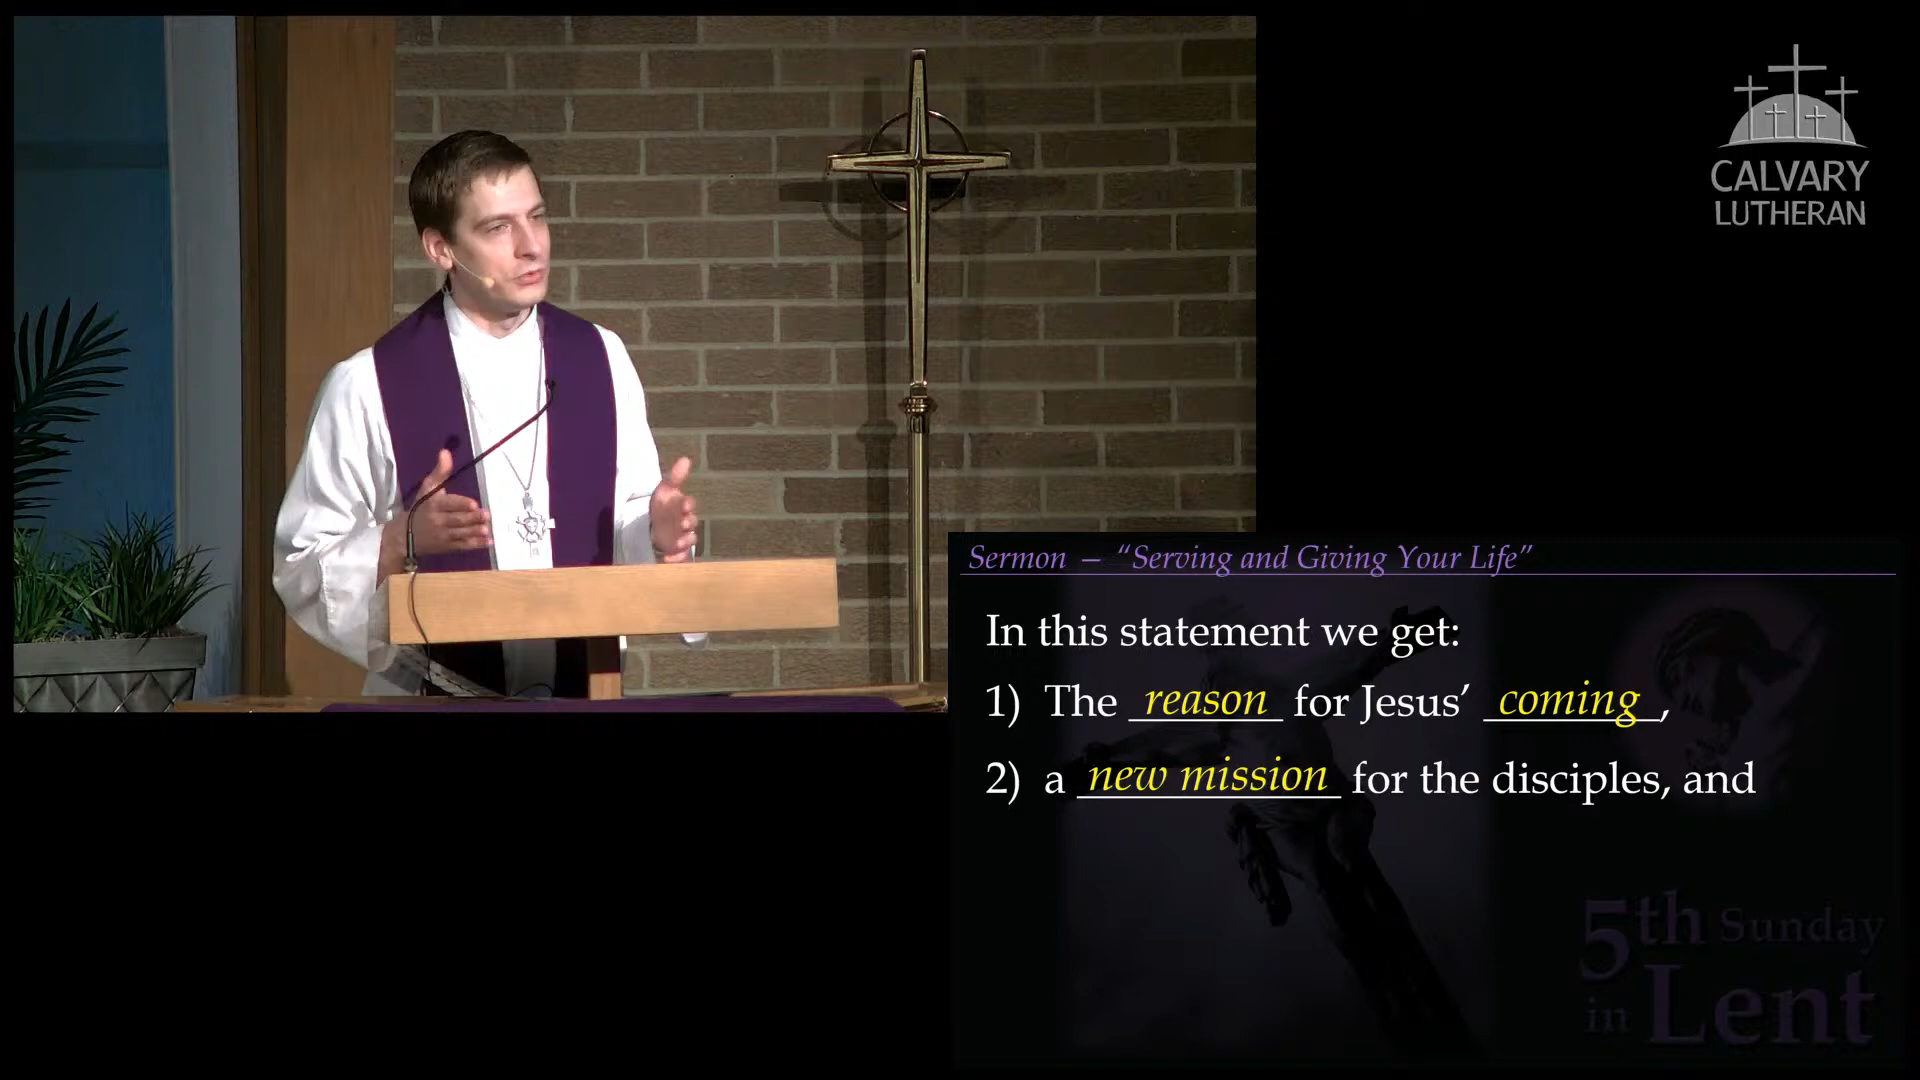 CALVARY
LUTHERAN
Sermon – “Serving and Giving Your Life”
In this statement we get:
1) The reason for Jesus’ coming,
2) a new mission for the disciples, and
5th Sunday
in Lent